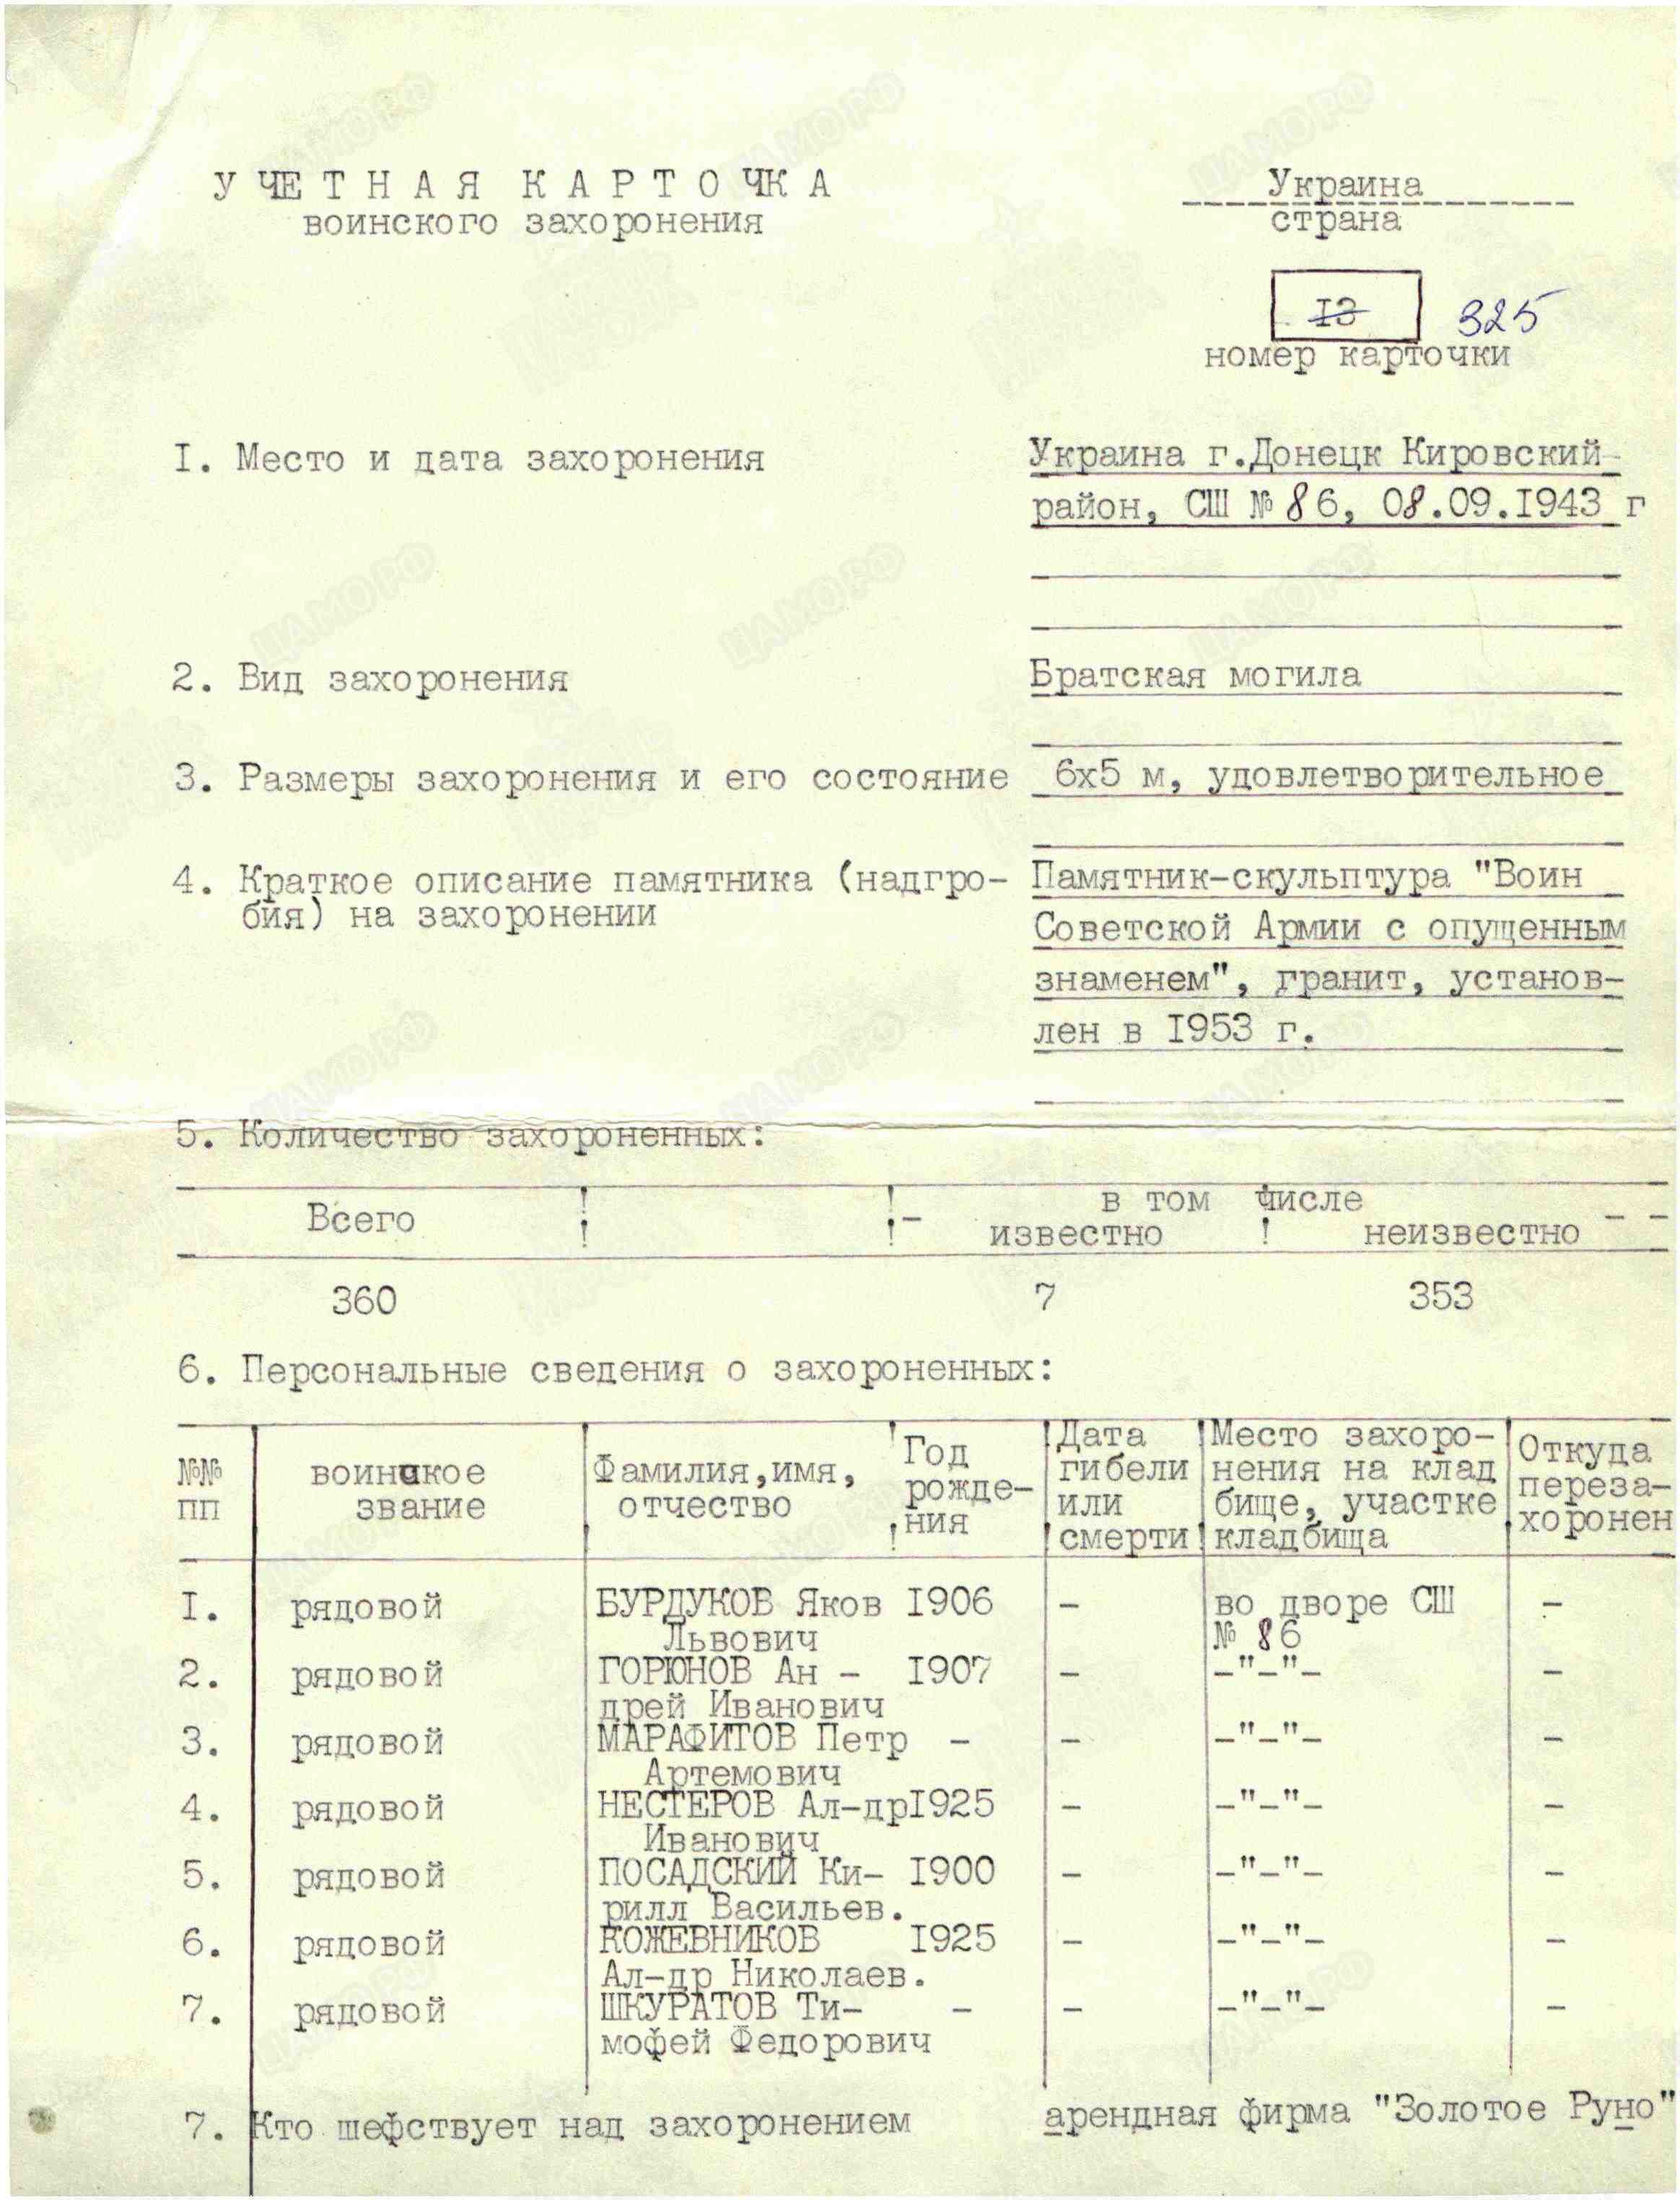 УЧЕТНАЯ КАРТОЧКА
воинского захоронения
Украина
страна
I3 325
номер карточки
I. Место и дата захоронения
Украина г.Донецк Кировский
район, СШ № 86, 08.09.I943 г
2. Вид захоронения
Братская могила
3. Размеры захоронения и его состояние
6x5 м, удовлетворительное
4. Краткое описание памятника (надгро-
бия) на захоронении
Памятник-скульптура "Воин
Советской Армии с опущенным
знаменем", гранит, установ-
лен в I953 г.
5. Количество захороненных:
Всего ! ! в том числе
известно ! неизвестно
360 7 353
6. Персональные сведения о захороненных:
№№ пп
воинское звание
Фамилия,имя, отчество
Год рожде- ния
Дата гибели или смерти
Место захоро- нения на клад бище, участке кладбища
Откуда переза- хоронен
I. рядовой БУРДУКОВ Яков I906 - во дворе СШ -
Львович № 86
2. рядовой ГОРЮНОВ Ан - I907 - -"-"- -
дрей Иванович
3. рядовой МАРАФИТОВ Петр - - -"-"- -
Артемович
4. рядовой НЕСТЕРОВ Ал-дрI925 - -"-"- -
Иванович
5. рядовой ПОСАДСКИЙ Ки- I900 - -"-"- -
рилл Васильев.
6. рядовой КОЖЕВНИКОВ I925 - -"-"- -
Ал-др Николаев.
7. рядовой ШКУРАТОВ Ти- - - -"-"- -
мофей Федорович
7. Кто шефствует над захоронением арендная фирма "Золотое Руно"
ЦАМО РФ